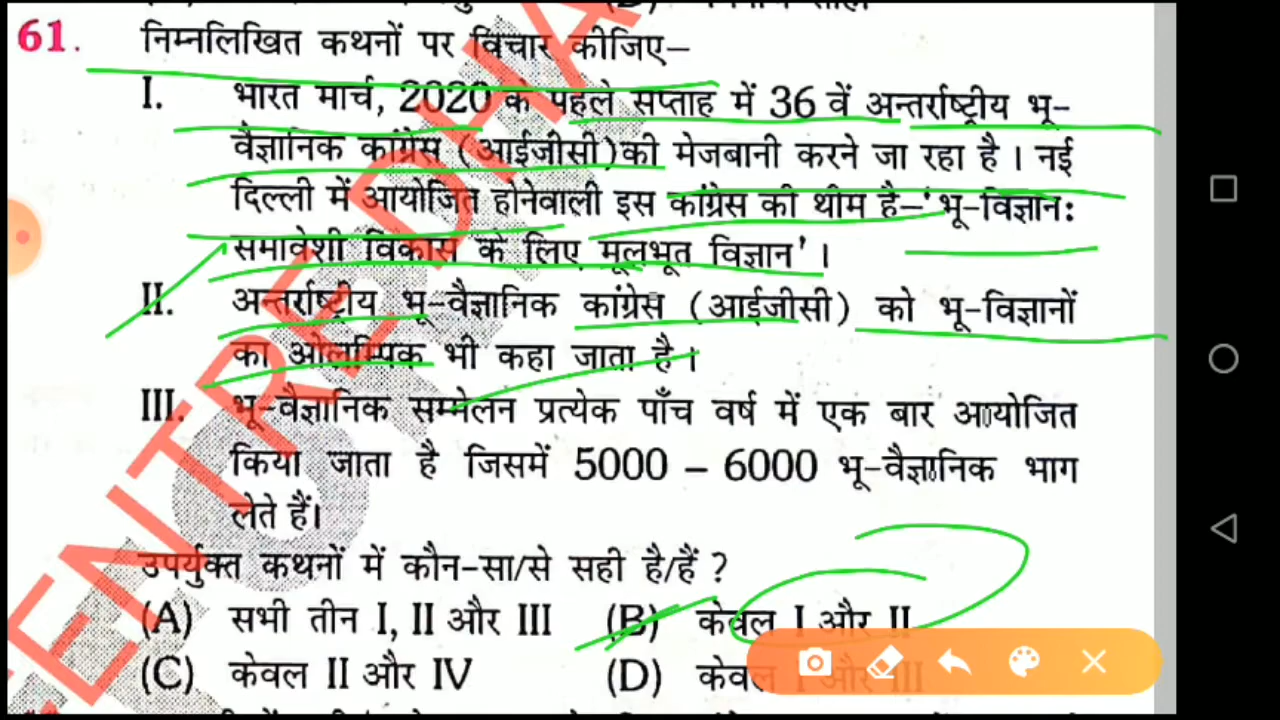 61. निम्नलिखित कथनों पर विचार कीजिए–
I. भारत मार्च, 2020 के पहले सप्ताह में 36 वें अन्तर्राष्ट्रीय भू-
वैज्ञानिक कांग्रेस (आईजीसी)की मेजबानी करने जा रहा है । नई
दिल्ली में आयोजित होनेवाली इस कांग्रेस की थीम है–'भू-विज्ञान:
समावेशी विकास के लिए मूलभूत विज्ञान' ।
II. अन्तर्राष्ट्रीय भू-वैज्ञानिक कांग्रेस (आईजीसी) को भू-विज्ञानों
का ओलम्पिक भी कहा जाता है ।
III. भू-वैज्ञानिक सम्मेलन प्रत्येक पाँच वर्ष में एक बार आयोजित
किया जाता है जिसमें 5000 – 6000 भू-वैज्ञानिक भाग
लेते हैं।
उपर्युक्त कथनों में कौन-सा/से सही है/हैं ?
(A) सभी तीन I, II और III (B) केवल I और II
(C) केवल II और IV (D) केवल I और III